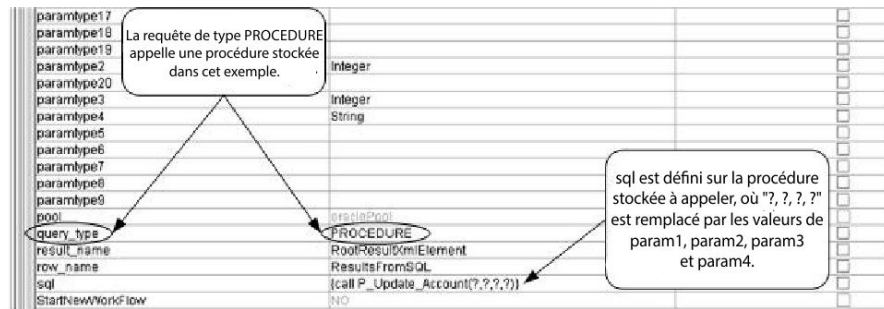 paramtype17
paramtype18
paramtype19
paramtype2 Integer
paramtype20
paramtype3 Integer
paramtype4 String
paramtype5
paramtype6
paramtype7
paramtype8
paramtype9
pool oraclePool
query_type PROCEDURE
result_name RootResultXmlElement
row_name ResultsFromSQL
sql {call P_Update_Account(?,?,?,?)}
StartNewWorkFlow NO
La requête de type PROCEDURE
appelle une procédure stockée
dans cet exemple.
sql est défini sur la procédure
stockée à appeler, où "?, ?, ?, ?"
est remplacé par les valeurs de
param1, param2, param3
et param4.